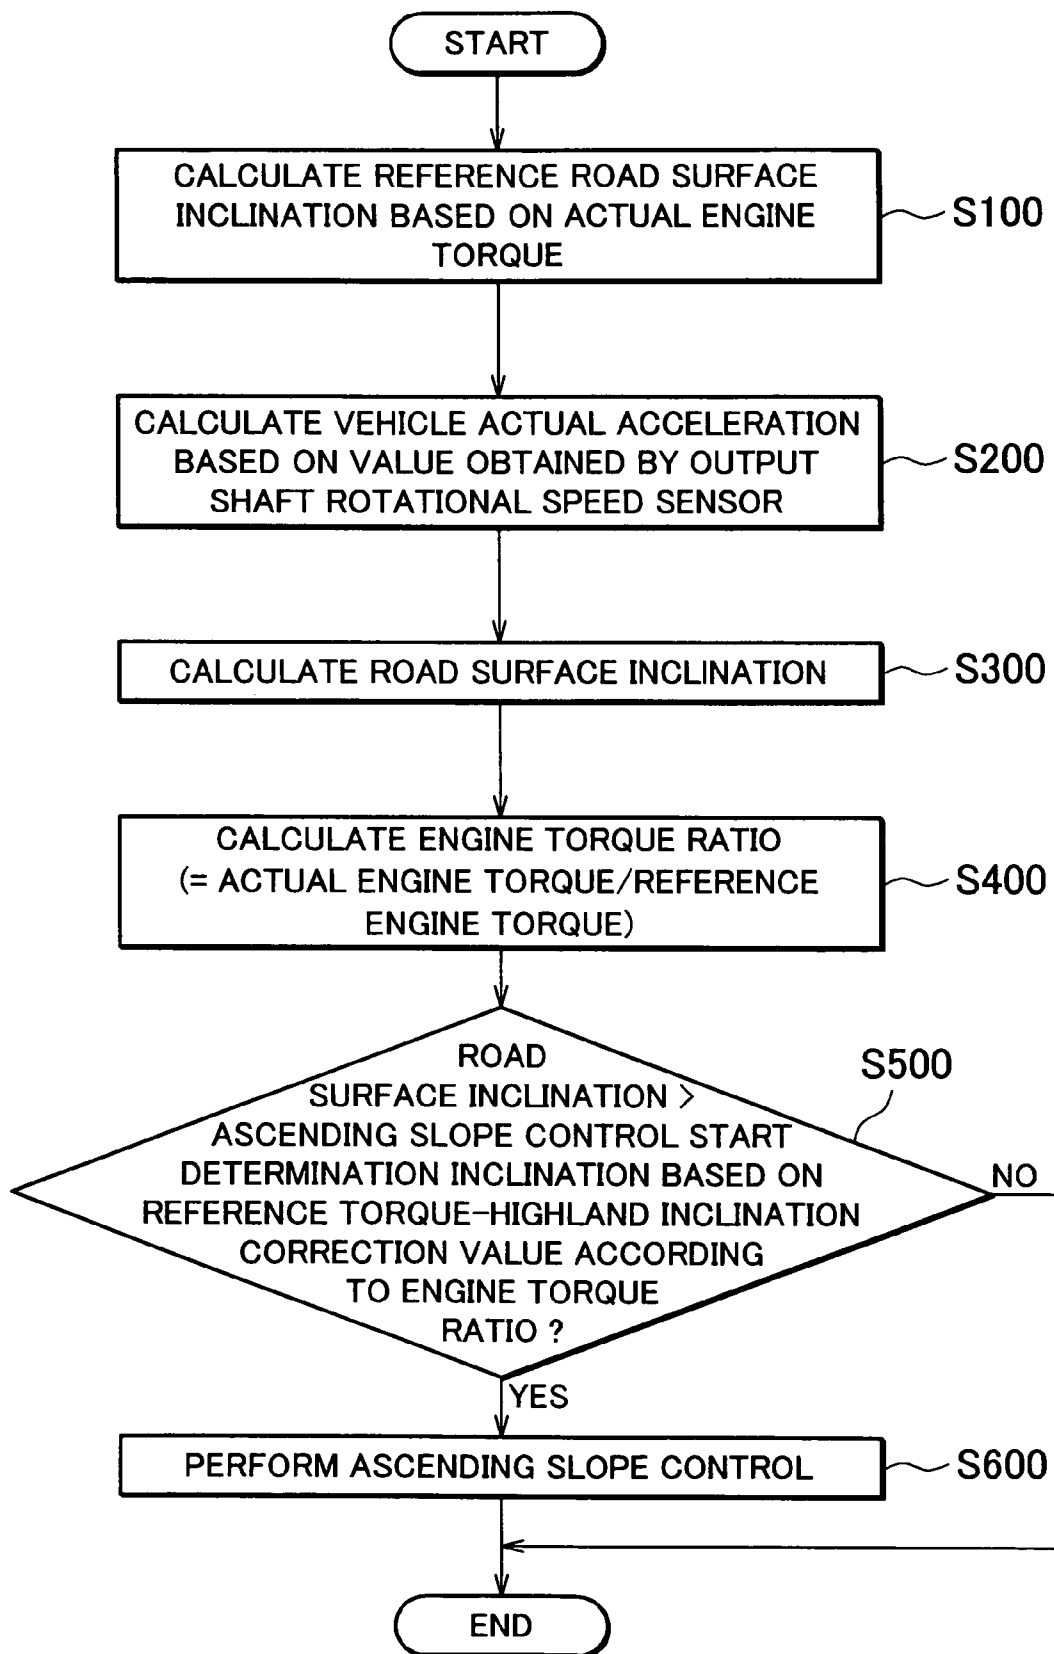 START
CALCULATE REFERENCE ROAD SURFACE
INCLINATION BASED ON ACTUAL ENGINE
TORQUE
S100
CALCULATE VEHICLE ACTUAL ACCELERATION
BASED ON VALUE OBTAINED BY OUTPUT
SHAFT ROTATIONAL SPEED SENSOR
S200
CALCULATE ROAD SURFACE INCLINATION
S300
CALCULATE ENGINE TORQUE RATIO
(= ACTUAL ENGINE TORQUE/REFERENCE
ENGINE TORQUE)
S400
ROAD
SURFACE INCLINATION >
ASCENDING SLOPE CONTROL START
DETERMINATION INCLINATION BASED ON
REFERENCE TORQUE-HIGHLAND INCLINATION
CORRECTION VALUE ACCORDING
TO ENGINE TORQUE
RATIO ?
S500
NO
YES
PERFORM ASCENDING SLOPE CONTROL
S600
END